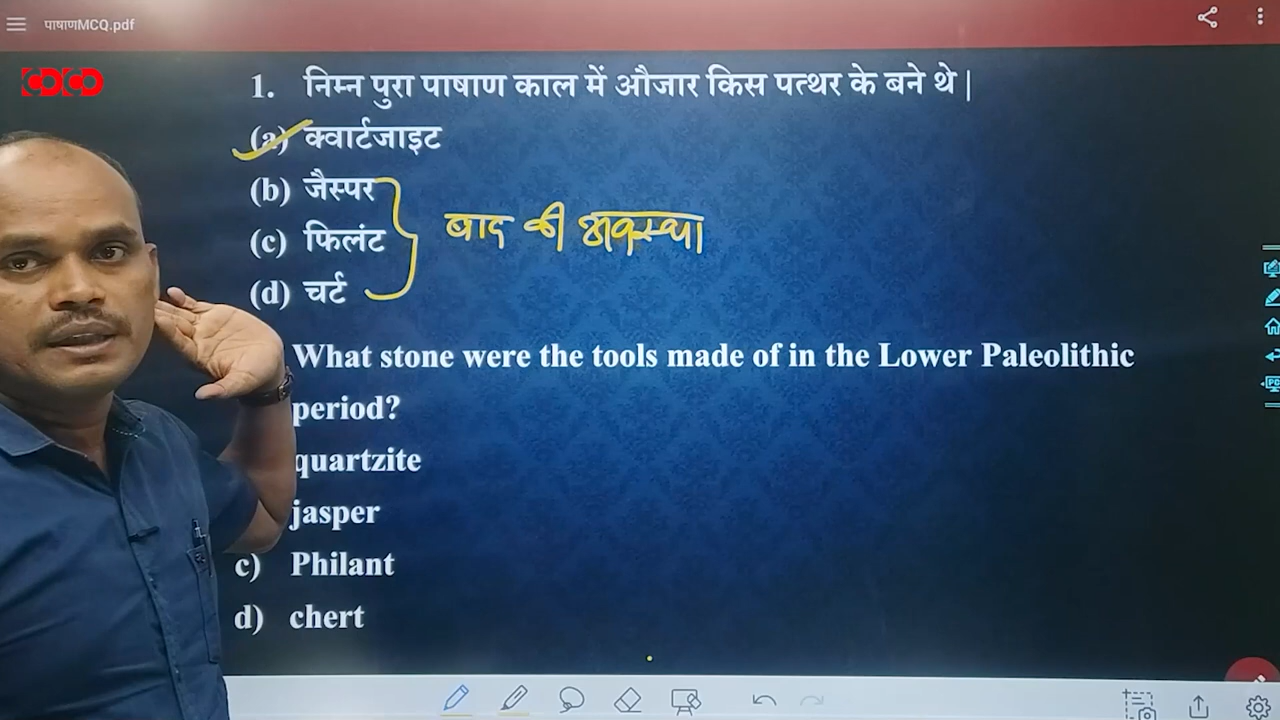 पाषाणMCQ.pdf
1. निम्न पुरा पाषाण काल में औजार किस पत्थर के बने थे |
(a) क्वार्टजाइट
(b) जैस्पर
(c) फिलंट
(d) चर्ट
बाद की अवस्था
What stone were the tools made of in the Lower Paleolithic
period?
quartzite
jasper
c) Philant
d) chert